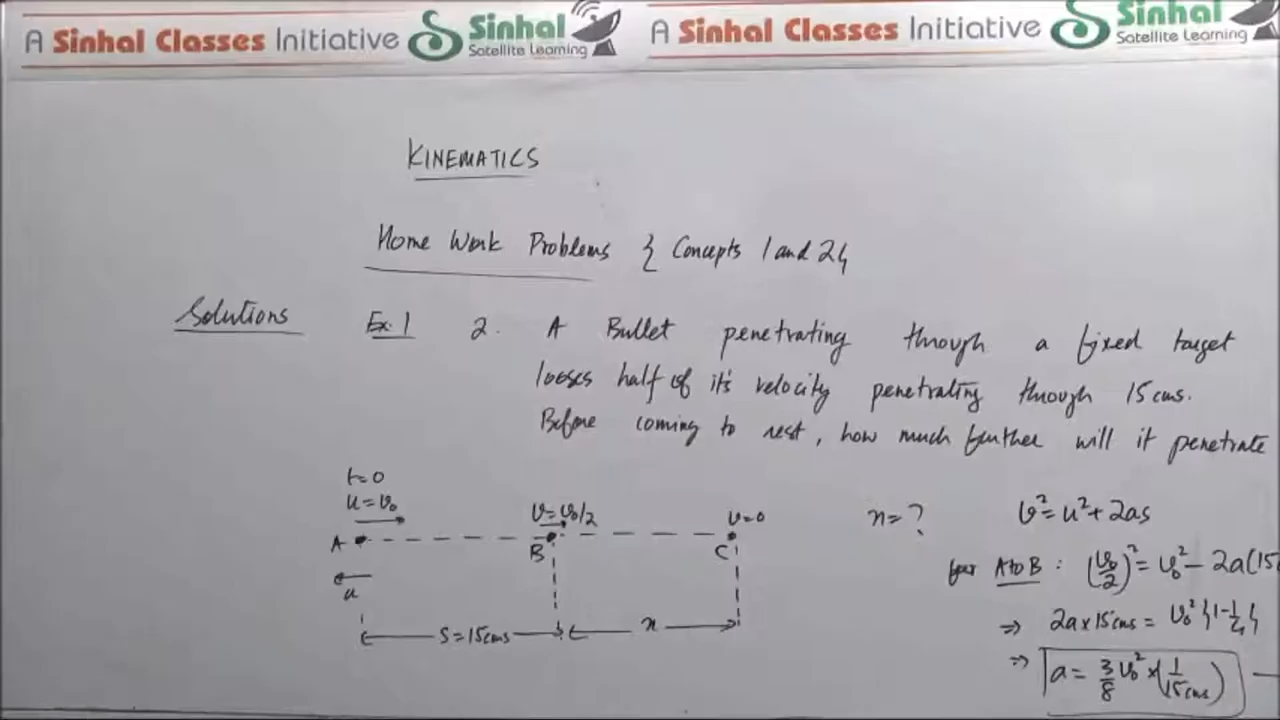 A Sinhal Classes Initiative Sinhal Satellite Learning A Sinhal Classes Initiative Sinhal Satellite Learning
KINEMATICS
Home Work Problems { Concepts 1 and 2 }
Solutions Ex. 1 2. A Bullet penetrating through a fixed target
looses half of it's velocity penetrating through 15 cms.
Before coming to rest, how much further will it penetrate
t=0
u=v₀ v=v₀/2 v=0 x=? v²=u²+2as
A B C
for A to B : (v₀/2)² = v₀² - 2a(15
a
⇒ 2a×15cms = v₀² {1-1/4}
S=15cms x
⇒ a = 3/8 v₀² × (1/15cms)